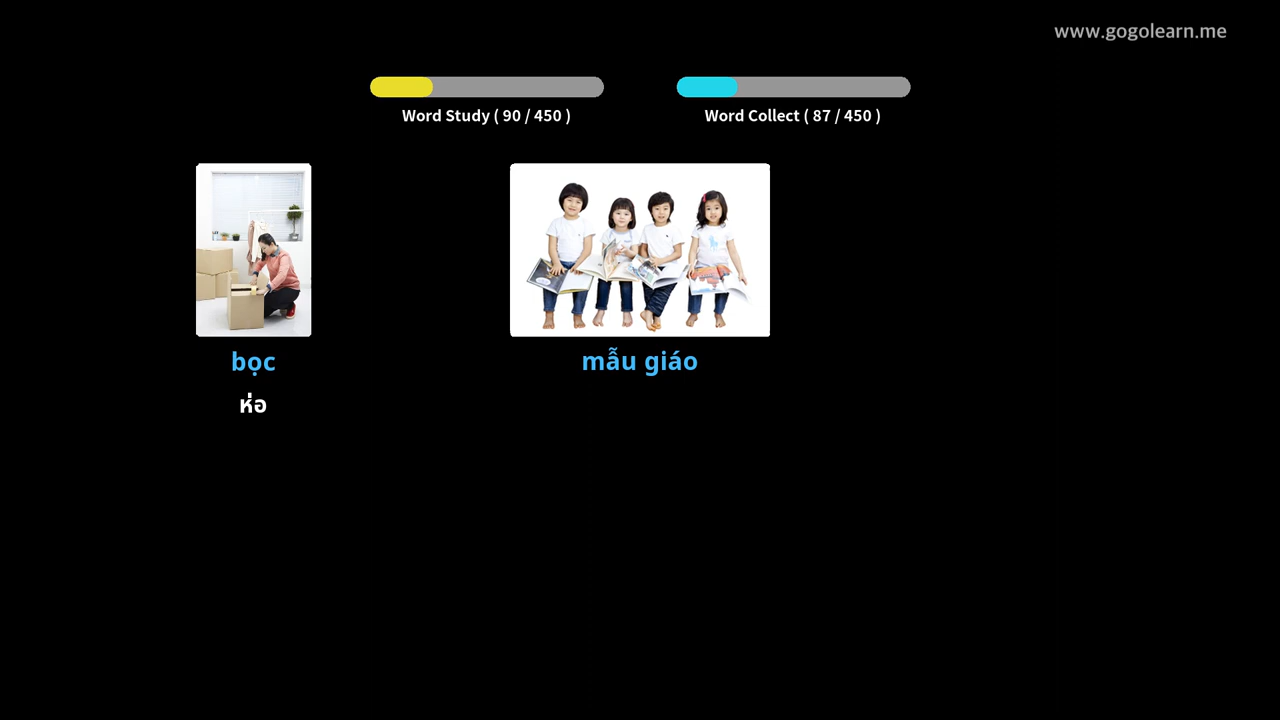 www.gogolearn.me
Word Study ( 90 / 450 )
Word Collect ( 87 / 450 )
bọc
mẫu giáo
ห่อ